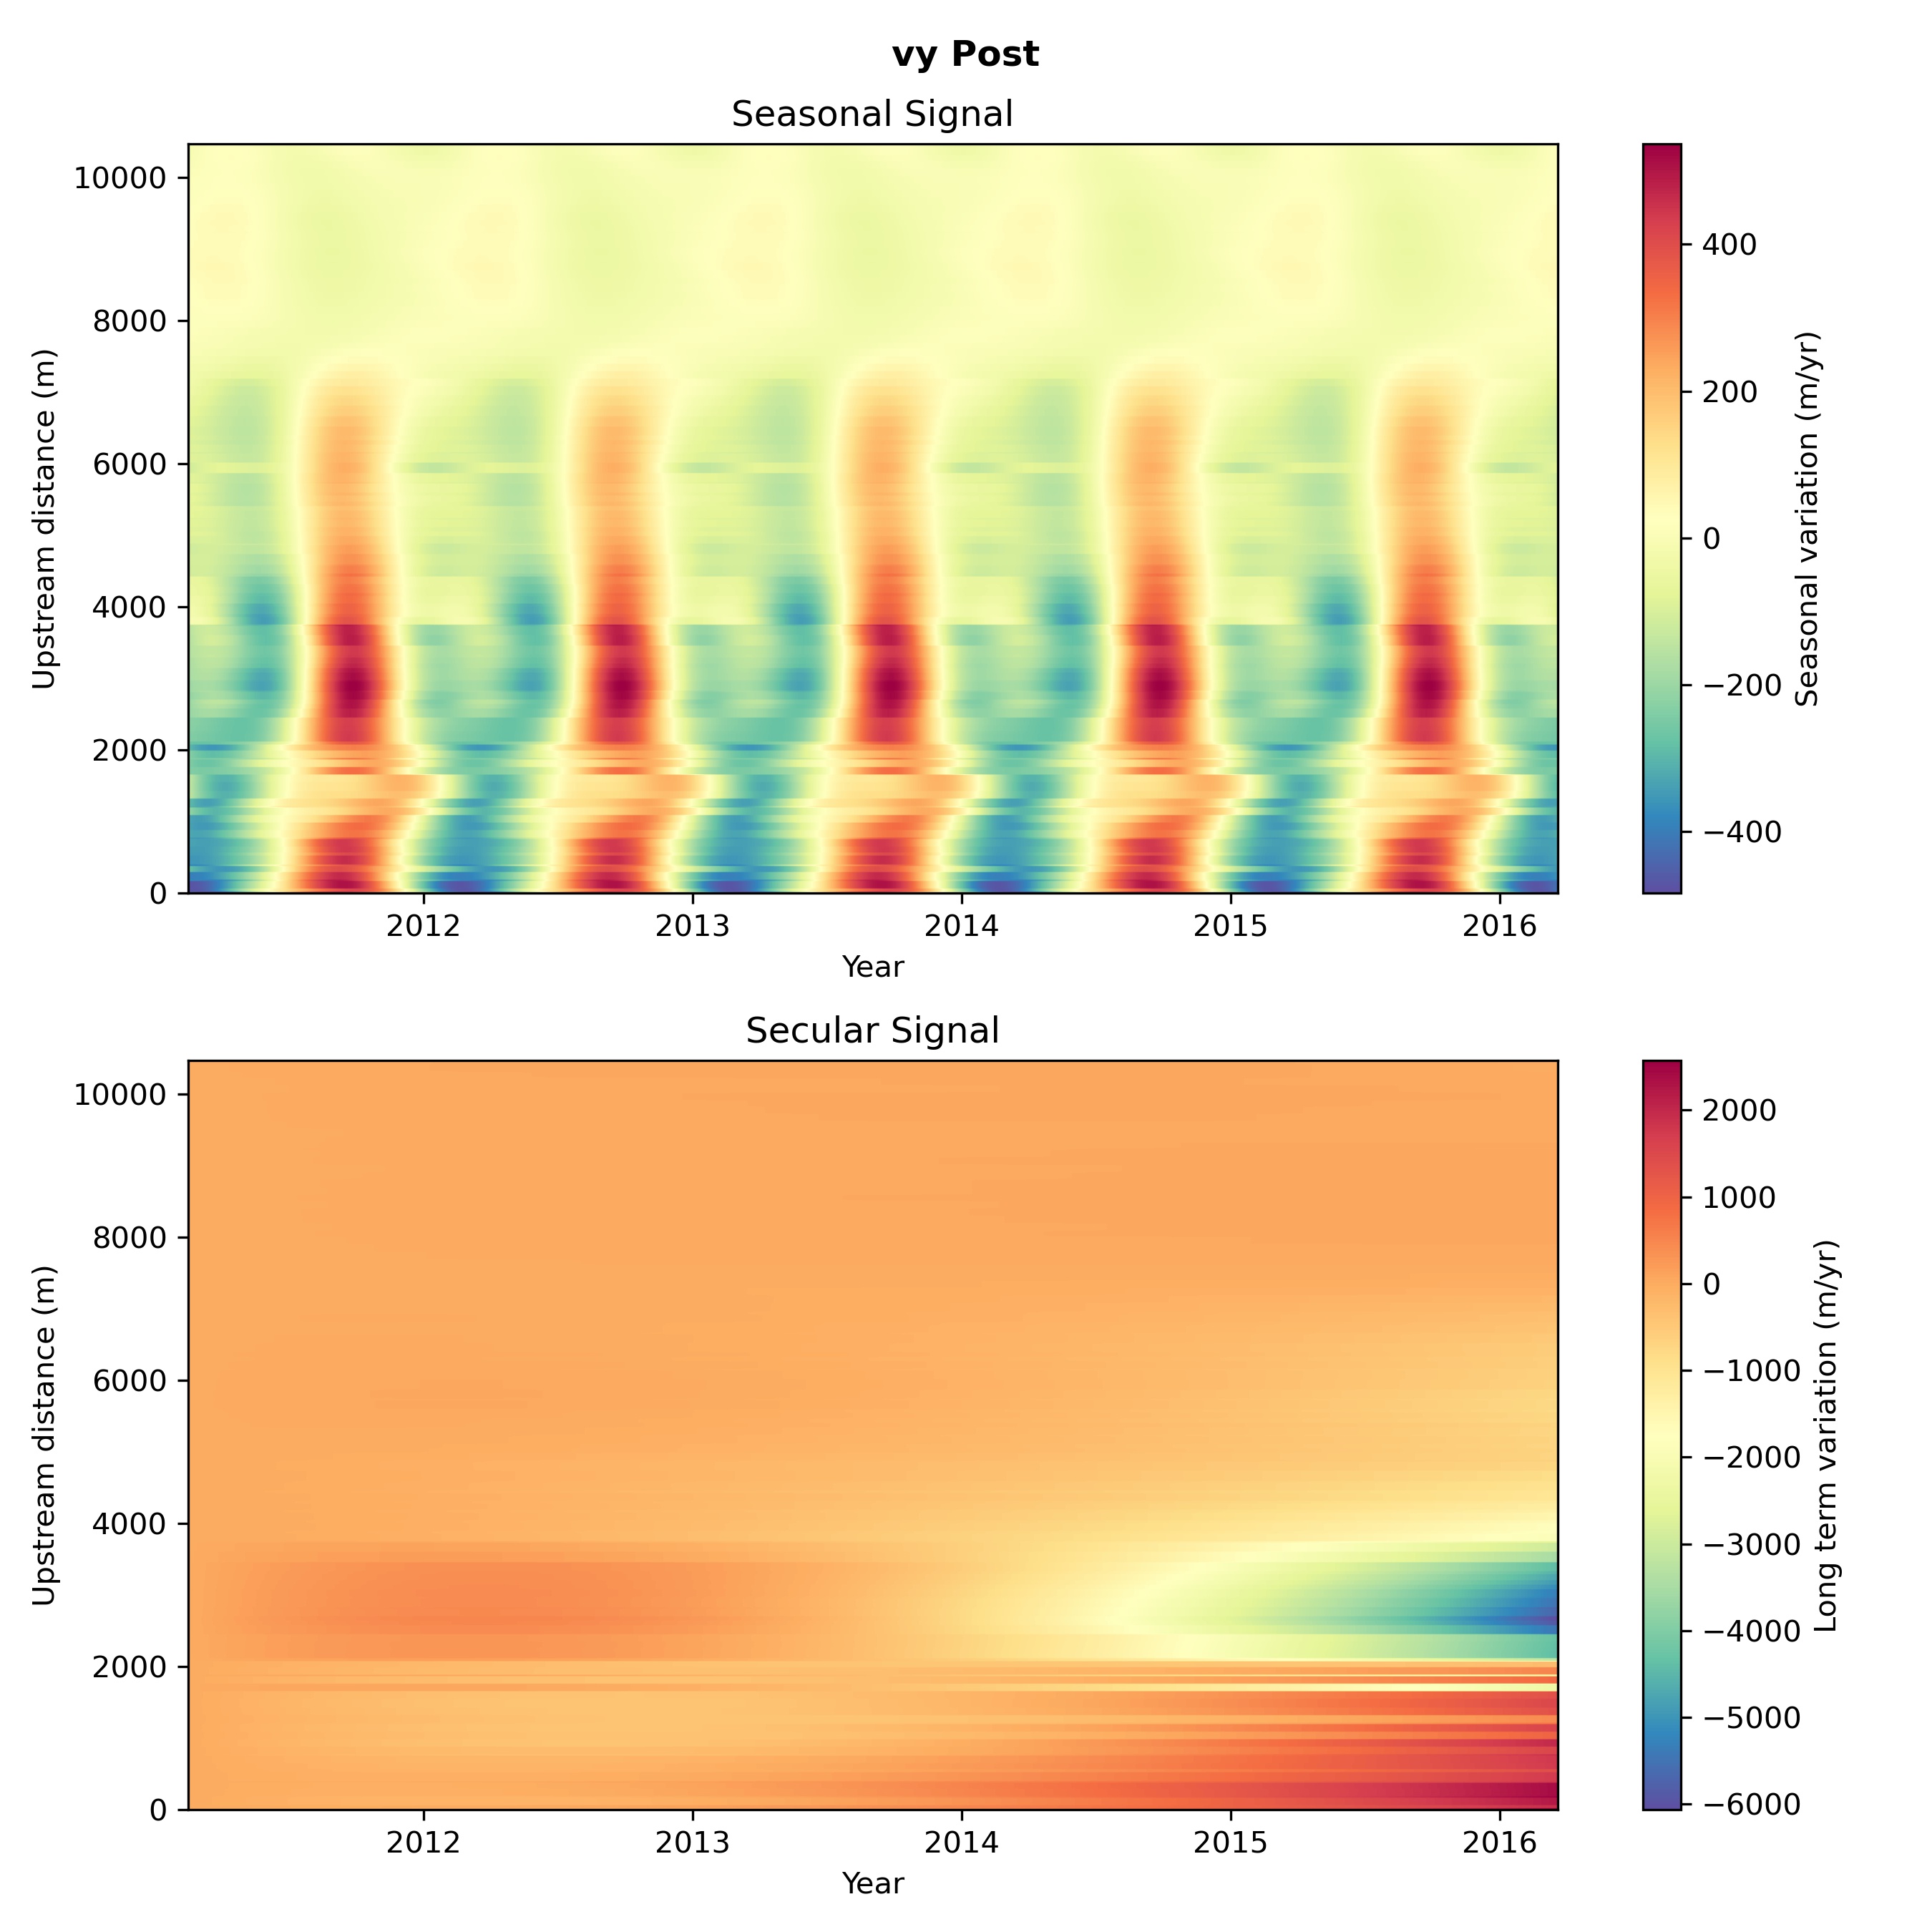 vy Post
Seasonal Signal
10000
8000
6000
4000
2000
0
Upstream distance (m)
2012 2013 2014 2015 2016
Year
400
200
0
−200
−400
Seasonal variation (m/yr)
Secular Signal
10000
8000
6000
4000
2000
0
Upstream distance (m)
2012 2013 2014 2015 2016
Year
2000
1000
0
−1000
−2000
−3000
−4000
−5000
−6000
Long term variation (m/yr)